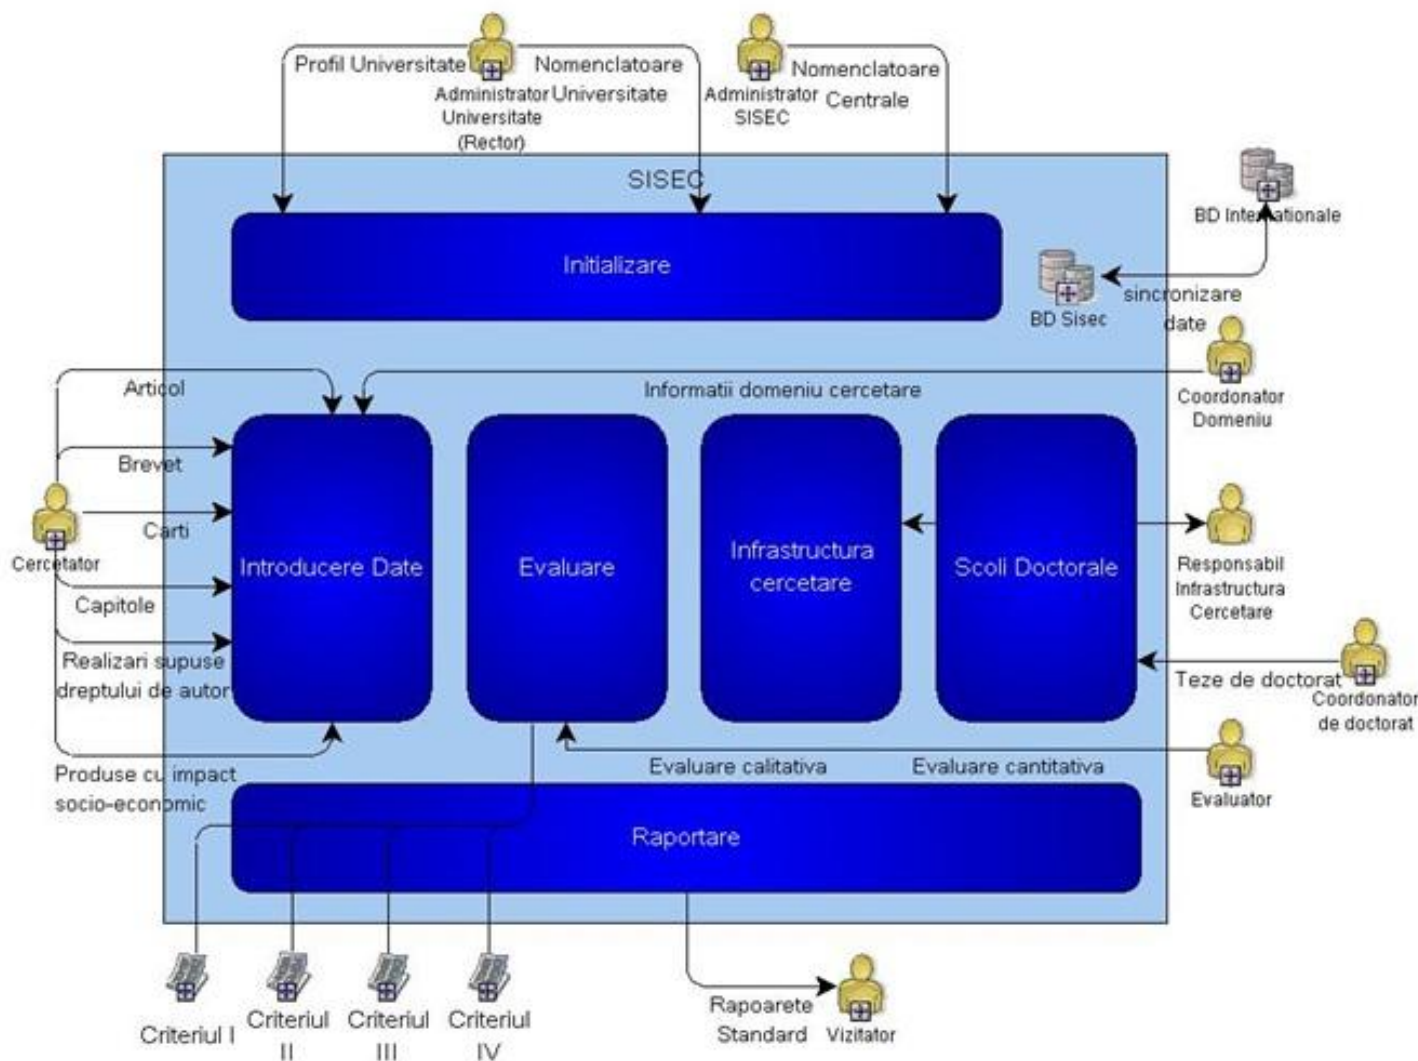 Profil Universitate
Nomenclatoare
Universitate
Administrator
Universitate
(Rector)
Administrator
SISEC
Nomenclatoare
Centrale
SISEC
BD Internationale
Initializare
BD Sisec
sincronizare
date
Articol
Informatii domeniu cercetare
Coordonator
Domeniu
Brevet
Carti
Cercetator
Introducere Date
Evaluare
Infrastructura
cercetare
Scoli Doctorale
Responsabil
Infrastructura
Cercetare
Capitole
Realizari supuse
dreptului de autor
Teze de doctorat
Coordonator
de doctorat
Produse cu impact
socio-economic
Evaluare calitativa
Evaluare cantitativa
Evaluator
Raportare
Criteriul I
Criteriul
II
Criteriul
III
Criteriul
IV
Rapoarete
Standard
Vizitator